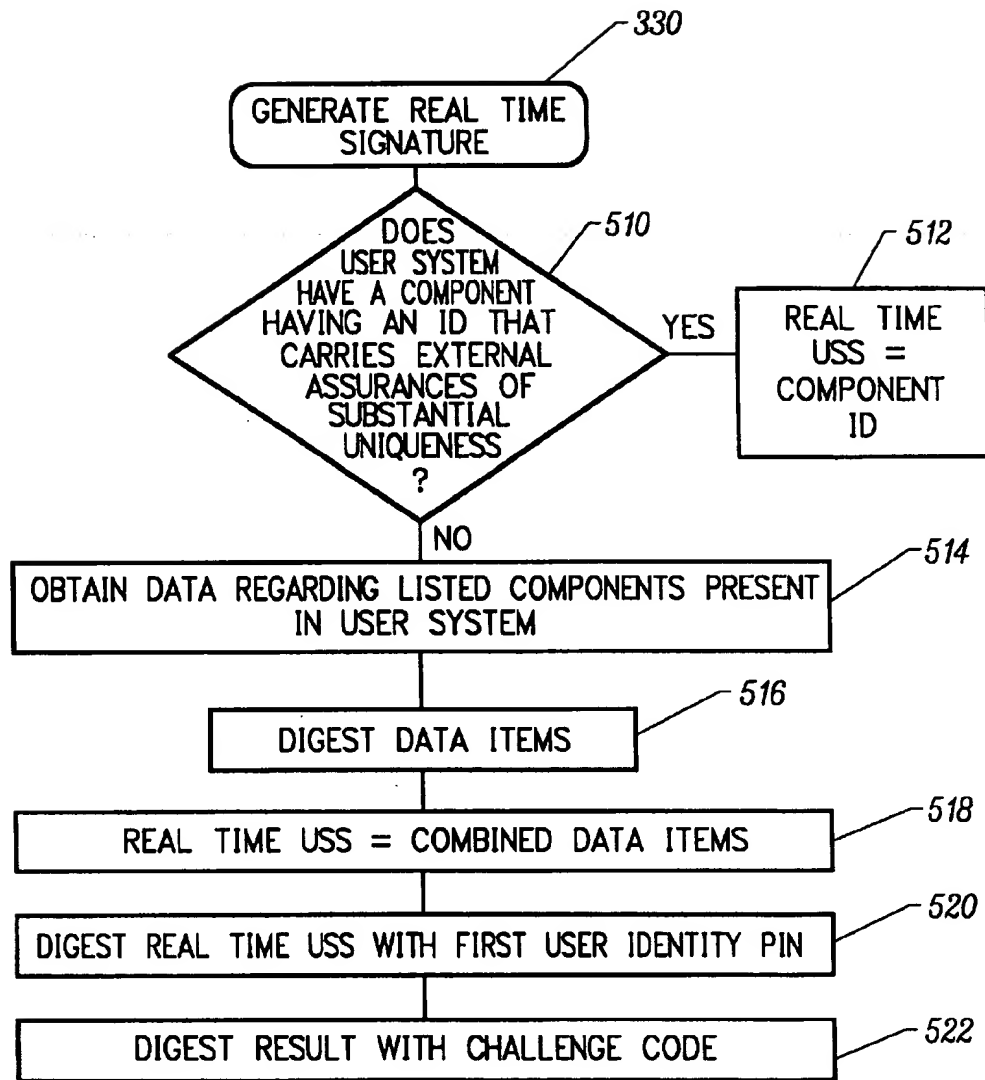 330
GENERATE REAL TIME
SIGNATURE
510
DOES
USER SYSTEM
HAVE A COMPONENT
HAVING AN ID THAT
CARRIES EXTERNAL
ASSURANCES OF
SUBSTANTIAL
UNIQUENESS
?
YES
512
REAL TIME
USS =
COMPONENT
ID
NO
514
OBTAIN DATA REGARDING LISTED COMPONENTS PRESENT
IN USER SYSTEM
516
DIGEST DATA ITEMS
518
REAL TIME USS = COMBINED DATA ITEMS
520
DIGEST REAL TIME USS WITH FIRST USER IDENTITY PIN
522
DIGEST RESULT WITH CHALLENGE CODE